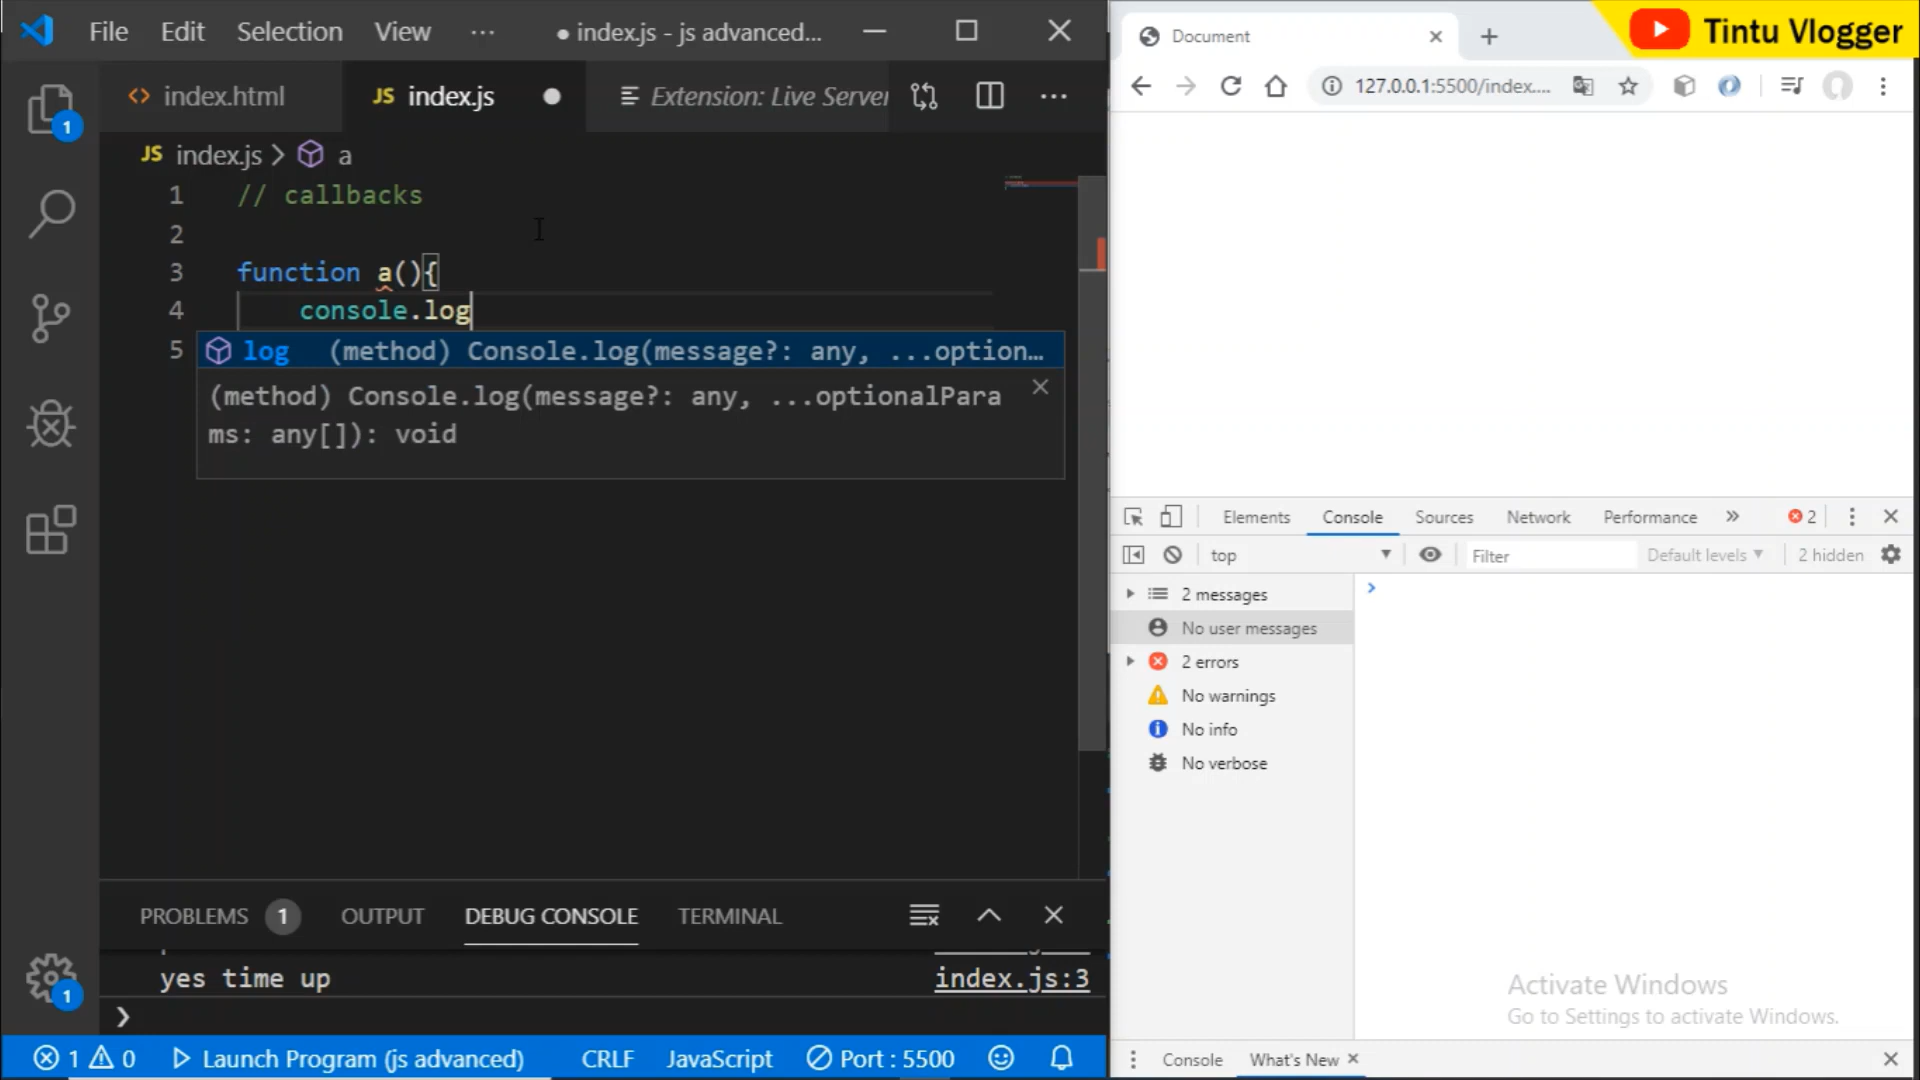 File Edit Selection View ··· ● index.js - js advanced...
index.html JS index.js ● Extension: Live Server
JS index.js > a
1 // callbacks
2
3 function a(){
4 console.log
5
log (method) Console.log(message?: any, ...option…
(method) Console.log(message?: any, ...optionalPara
ms: any[]): void
1
PROBLEMS 1 OUTPUT DEBUG CONSOLE TERMINAL
yes time up index.js:3
1
1 0 Launch Program (js advanced) CRLF JavaScript Port : 5500
Document
Tintu Vlogger
127.0.0.1:5500/index....
Elements Console Sources Network Performance » 2
top Filter Default levels 2 hidden
2 messages
No user messages
2 errors
No warnings
No info
No verbose
Activate Windows
Go to Settings to activate Windows.
Console What's New